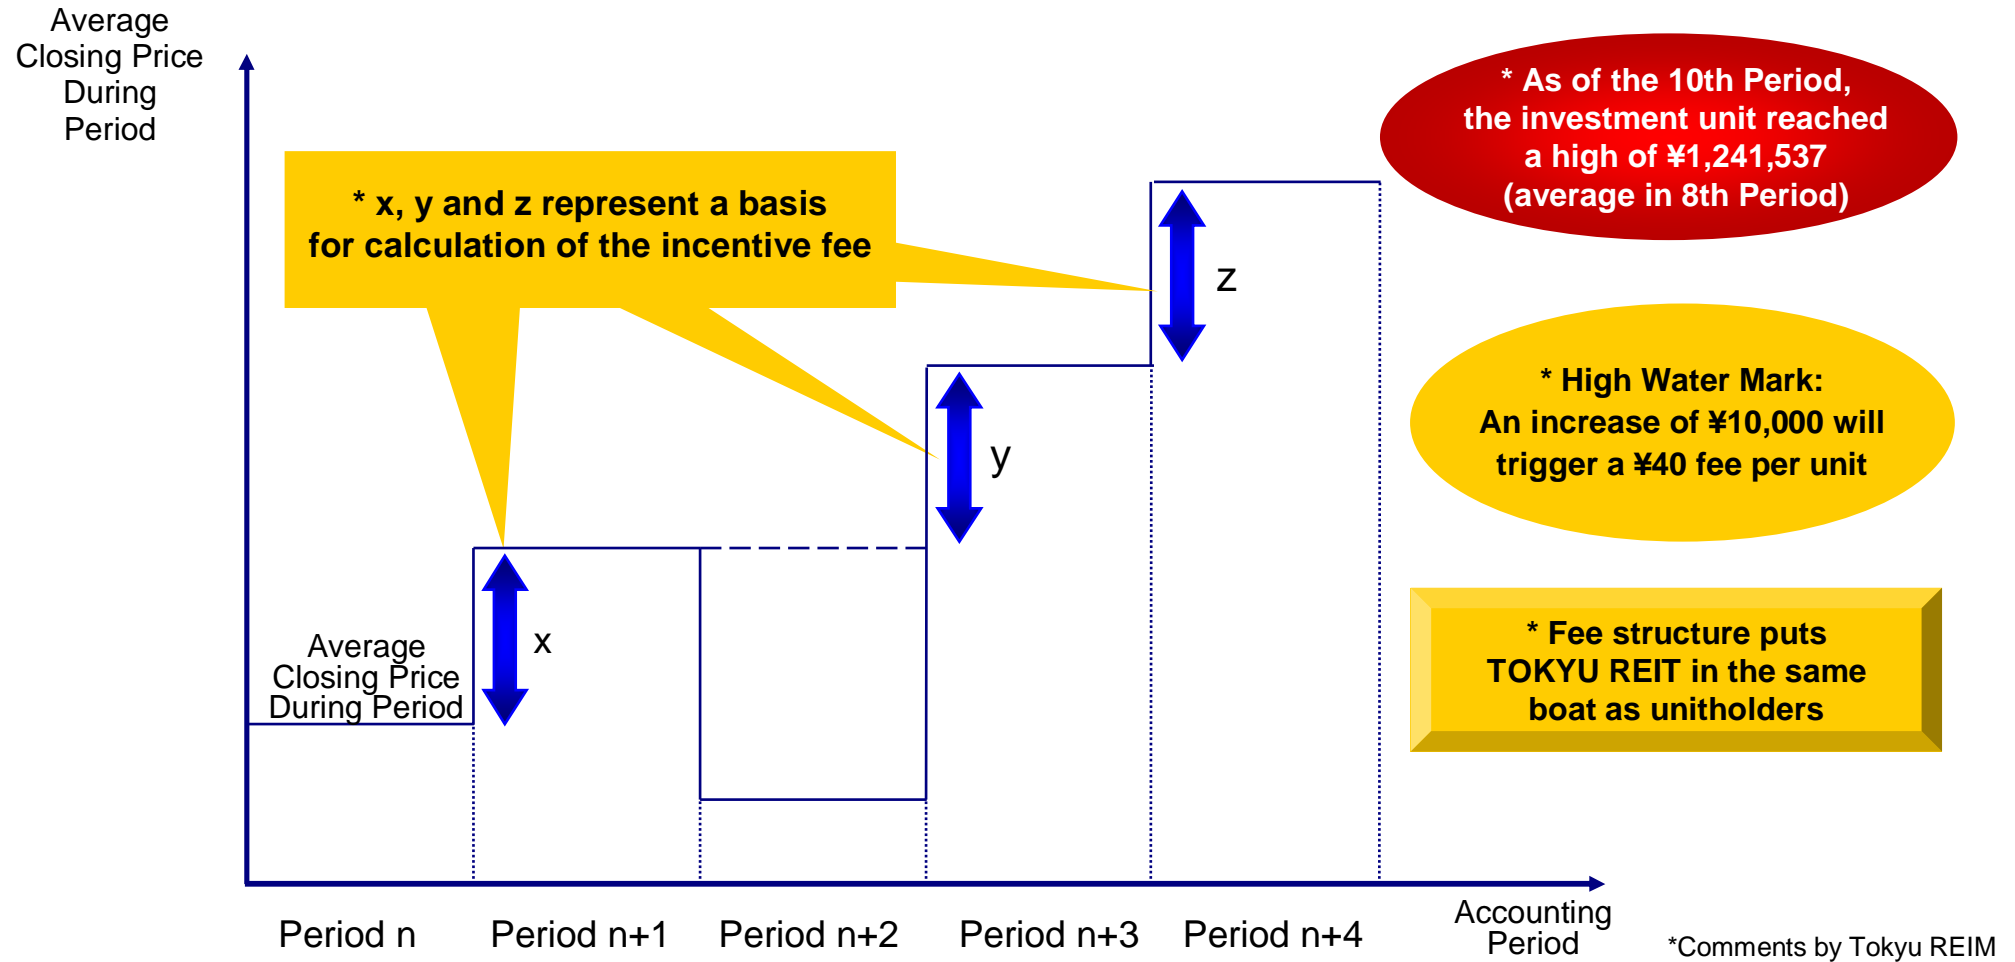 Average
Closing Price
During
Period
* x, y and z represent a basis
for calculation of the incentive fee
* As of the 10th Period,
the investment unit reached
a high of ¥1,241,537
(average in 8th Period)
z
* High Water Mark:
An increase of ¥10,000 will
trigger a ¥40 fee per unit
y
x
Average
Closing Price
During Period
* Fee structure puts
TOKYU REIT in the same
boat as unitholders
Period n
Period n+1
Period n+2
Period n+3
Period n+4
Accounting
Period
*Comments by Tokyu REIM